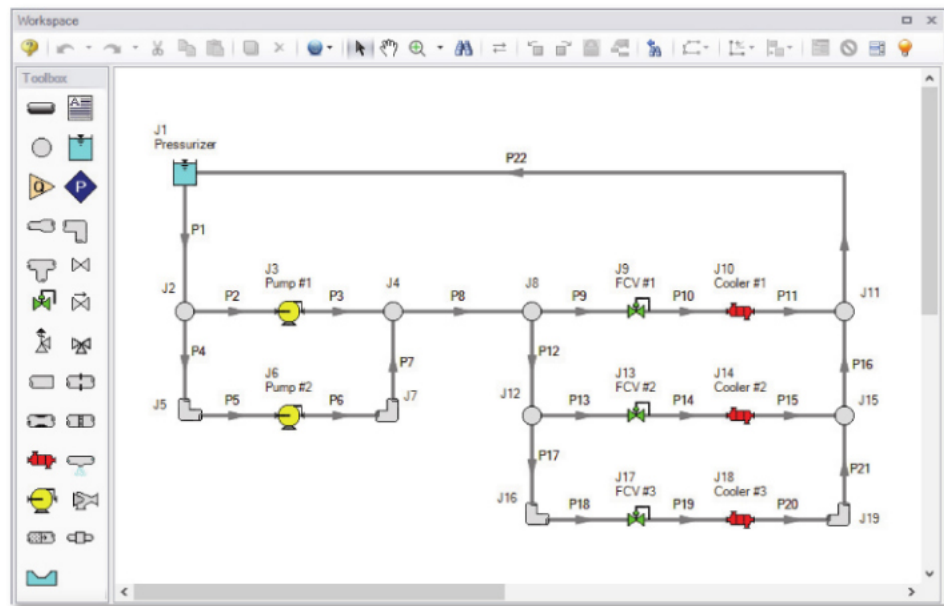 Workspace
Toolbox
J1
Pressurizer
P22
P1
J2
P2
J3
Pump #1
P3
J4
P8
J8
P9
J9
FCV #1
P10
J10
Cooler #1
P11
J11
P4
P7
P12
P16
J5
P5
J6
Pump #2
P6
J7
J12
P13
J13
FCV #2
P14
J14
Cooler #2
P15
J15
P17
P21
J16
P18
J17
FCV #3
P19
J18
Cooler #3
P20
J19
Q
P
A